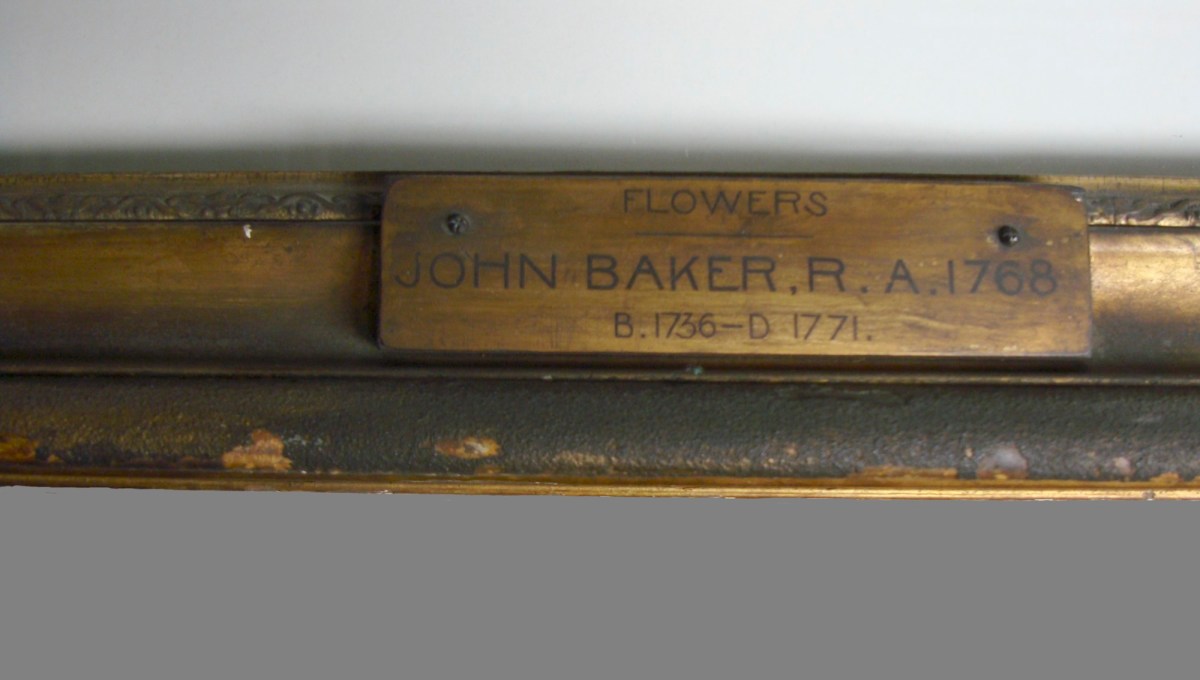 FLOWERS
JOHN BAKER, R. A. 1768
B. 1736-D 1771.